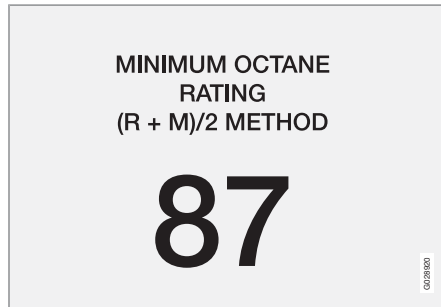 MINIMUM OCTANE
RATING
(R + M)/2 METHOD
87
G028920